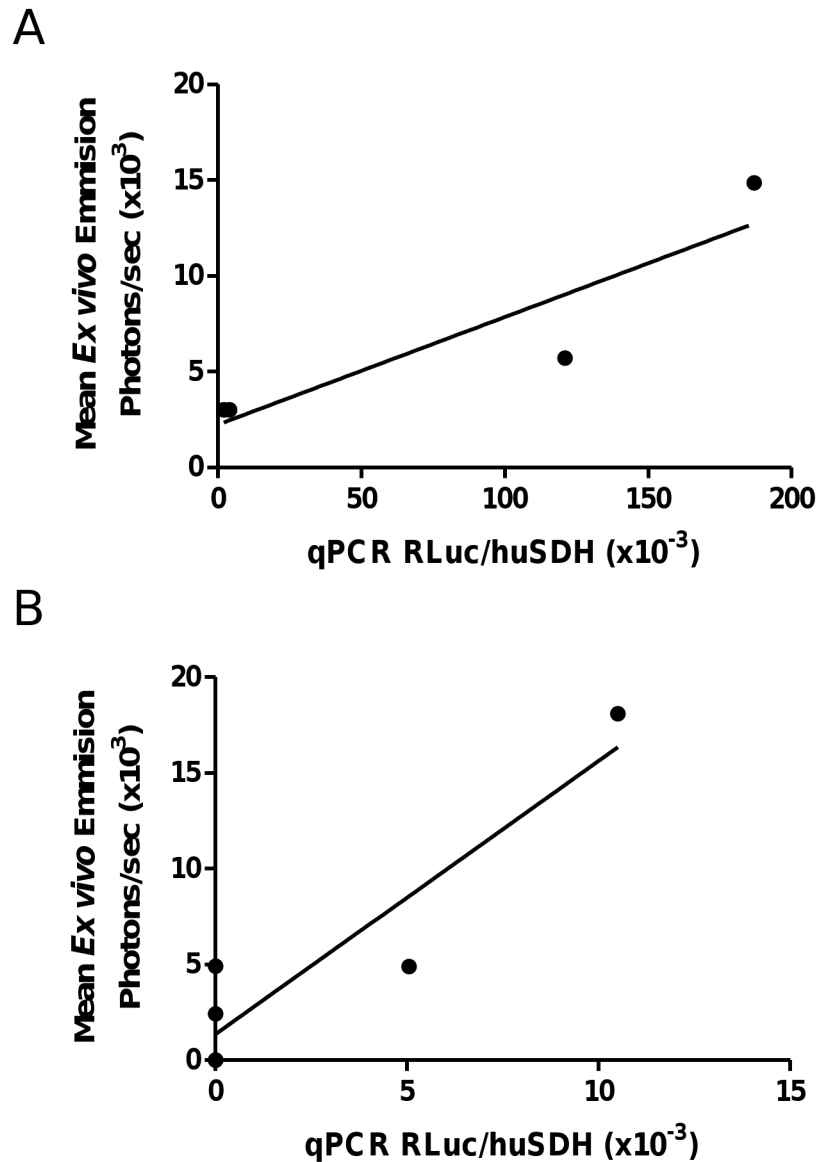 A
20
15
10
5
0
Mean Ex vivo Emmision
Photons/sec (x10³)
0 50 100 150 200
qPCR RLuc/huSDH (x10⁻³)
B
20
15
10
5
0
Mean Ex vivo Emmision
Photons/sec (x10³)
0 5 10 15
qPCR RLuc/huSDH (x10⁻³)